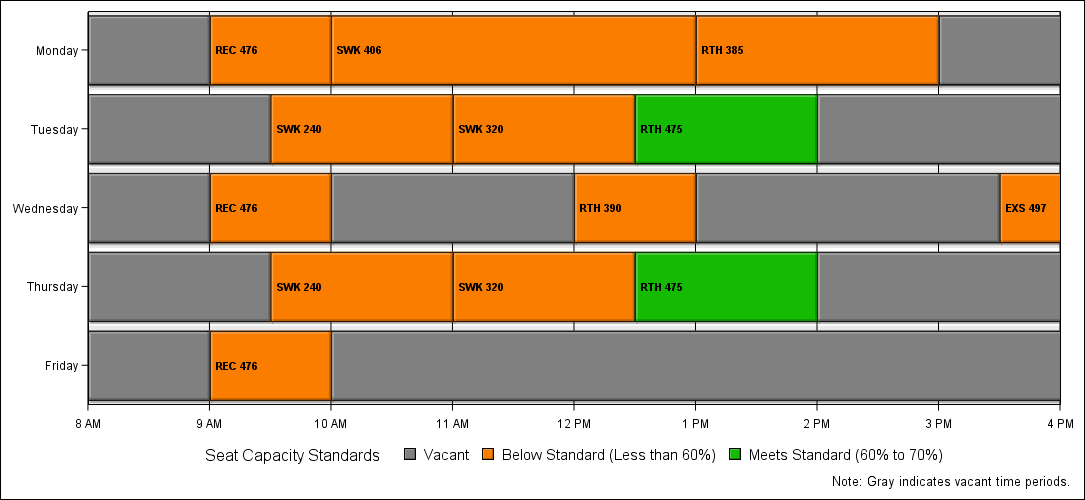 Monday REC 476 SWK 406 RTH 385
Tuesday SWK 240 SWK 320 RTH 475
Wednesday REC 476 RTH 390 EXS 497
Thursday SWK 240 SWK 320 RTH 475
Friday REC 476
8 AM 9 AM 10 AM 11 AM 12 PM 1 PM 2 PM 3 PM 4 PM
Seat Capacity Standards Vacant Below Standard (Less than 60%) Meets Standard (60% to 70%)
Note: Gray indicates vacant time periods.